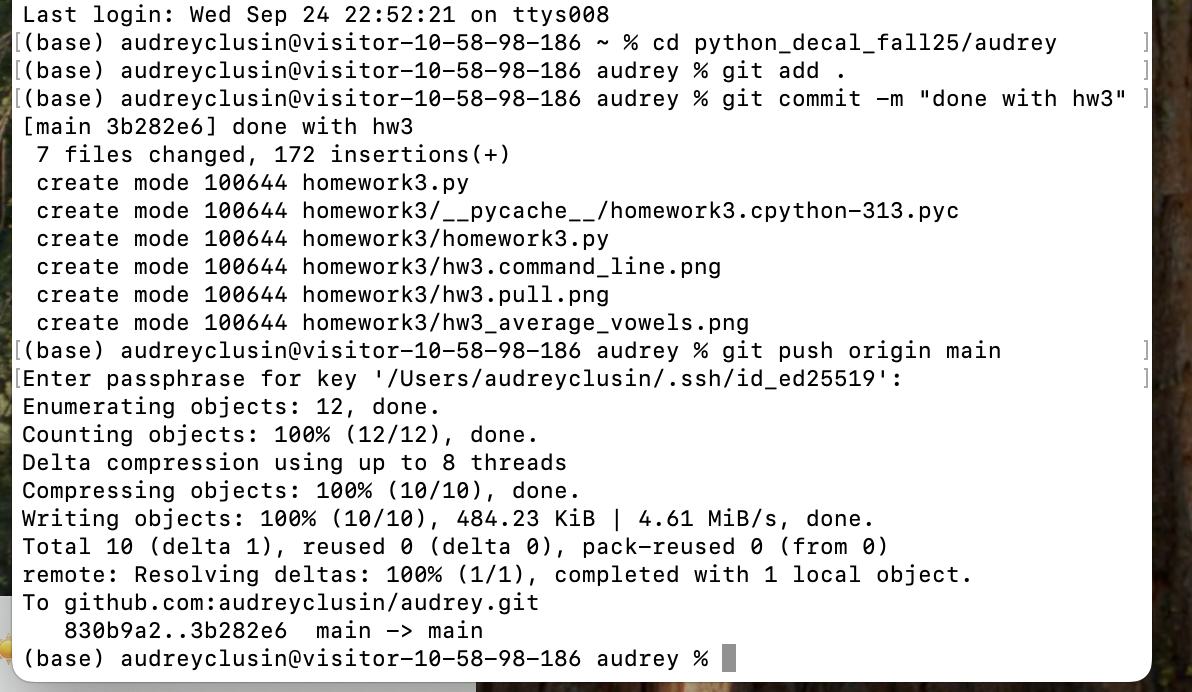 Last login: Wed Sep 24 22:52:21 on ttys008
[(base) audreyclusin@visitor-10-58-98-186 ~ % cd python_decal_fall25/audrey ]
[(base) audreyclusin@visitor-10-58-98-186 audrey % git add . ]
[(base) audreyclusin@visitor-10-58-98-186 audrey % git commit -m "done with hw3" ]
[main 3b282e6] done with hw3
 7 files changed, 172 insertions(+)
 create mode 100644 homework3.py
 create mode 100644 homework3/__pycache__/homework3.cpython-313.pyc
 create mode 100644 homework3/homework3.py
 create mode 100644 homework3/hw3.command_line.png
 create mode 100644 homework3/hw3.pull.png
 create mode 100644 homework3/hw3_average_vowels.png
[(base) audreyclusin@visitor-10-58-98-186 audrey % git push origin main ]
[Enter passphrase for key '/Users/audreyclusin/.ssh/id_ed25519': ]
Enumerating objects: 12, done.
Counting objects: 100% (12/12), done.
Delta compression using up to 8 threads
Compressing objects: 100% (10/10), done.
Writing objects: 100% (10/10), 484.23 KiB | 4.61 MiB/s, done.
Total 10 (delta 1), reused 0 (delta 0), pack-reused 0 (from 0)
remote: Resolving deltas: 100% (1/1), completed with 1 local object.
To github.com:audreyclusin/audrey.git
   830b9a2..3b282e6  main -> main
(base) audreyclusin@visitor-10-58-98-186 audrey %